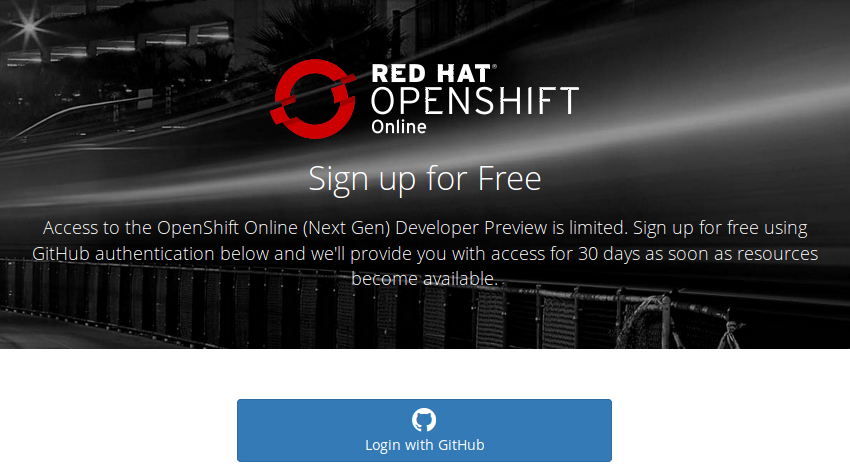 RED HAT®
OPENSHIFT
Online
Sign up for Free
Access to the OpenShift Online (Next Gen) Developer Preview is limited. Sign up for free using
GitHub authentication below and we'll provide you with access for 30 days as soon as resources
become available.
Login with GitHub